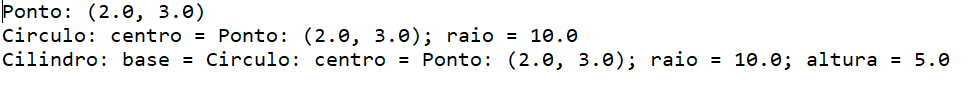 Ponto: (2.0, 3.0)
Circulo: centro = Ponto: (2.0, 3.0); raio = 10.0
Cilindro: base = Circulo: centro = Ponto: (2.0, 3.0); raio = 10.0; altura = 5.0